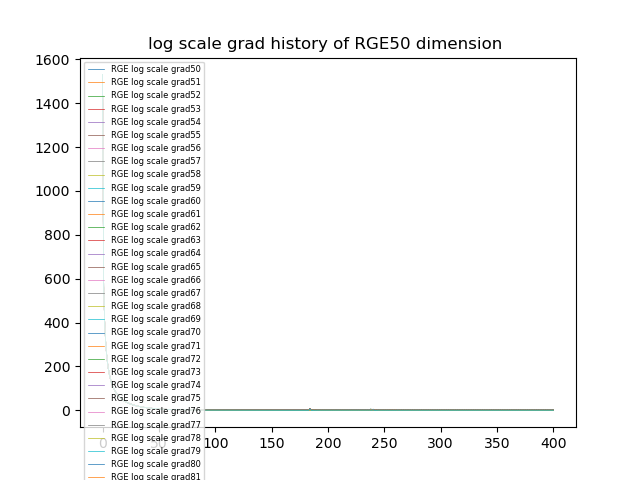 log scale grad history of RGE50 dimension
1600
1400
1200
1000
800
600
400
200
0
RGE log scale grad50
RGE log scale grad51
RGE log scale grad52
RGE log scale grad53
RGE log scale grad54
RGE log scale grad55
RGE log scale grad56
RGE log scale grad57
RGE log scale grad58
RGE log scale grad59
RGE log scale grad60
RGE log scale grad61
RGE log scale grad62
RGE log scale grad63
RGE log scale grad64
RGE log scale grad65
RGE log scale grad66
RGE log scale grad67
RGE log scale grad68
RGE log scale grad69
RGE log scale grad70
RGE log scale grad71
RGE log scale grad72
RGE log scale grad73
RGE log scale grad74
RGE log scale grad75
RGE log scale grad76
RGE log scale grad77
RGE log scale grad78
RGE log scale grad79
RGE log scale grad80
RGE log scale grad81
0 50 100 150 200 250 300 350 400